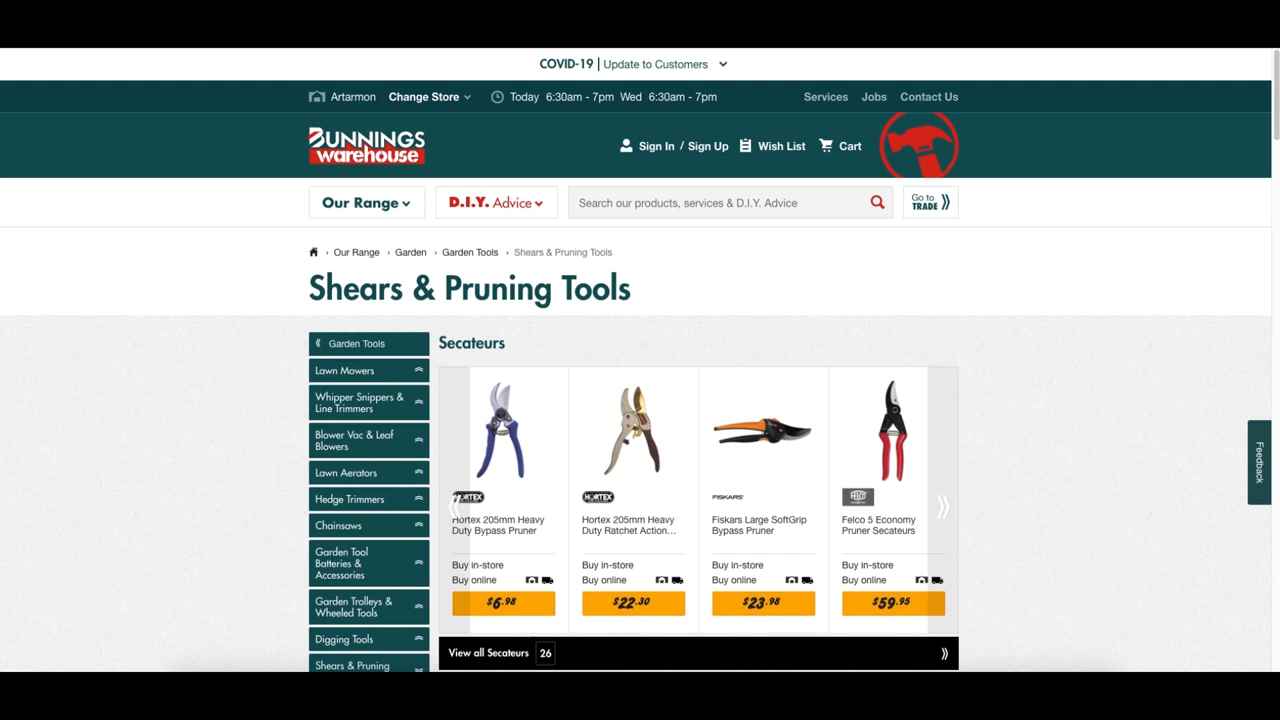 COVID-19 | Update to Customers
Artarmon Change Store Today 6:30am - 7pm Wed 6:30am - 7pm Services Jobs Contact Us
BUNNINGS
warehouse
Sign In / Sign Up Wish List Cart
Our Range D.I.Y. Advice Search our products, services & D.I.Y. Advice Go to
TRADE
› Our Range › Garden › Garden Tools › Shears & Pruning Tools
Shears & Pruning Tools
Garden Tools
Lawn Mowers
Whipper Snippers &
Line Trimmers
Blower Vac & Leaf
Blowers
Lawn Aerators
Hedge Trimmers
Chainsaws
Garden Tool
Batteries &
Accessories
Garden Trolleys &
Wheeled Tools
Digging Tools
Shears & Pruning
Secateurs
HORTEX
Hortex 205mm Heavy
Duty Bypass Pruner
Buy in-store
Buy online
$6.98
HORTEX
Hortex 205mm Heavy
Duty Ratchet Action...
Buy in-store
Buy online
$22.30
FISKARS
Fiskars Large SoftGrip
Bypass Pruner
Buy in-store
Buy online
$23.98
FELCO
Felco 5 Economy
Pruner Secateurs
Buy in-store
Buy online
$59.95
View all Secateurs 26
Feedback